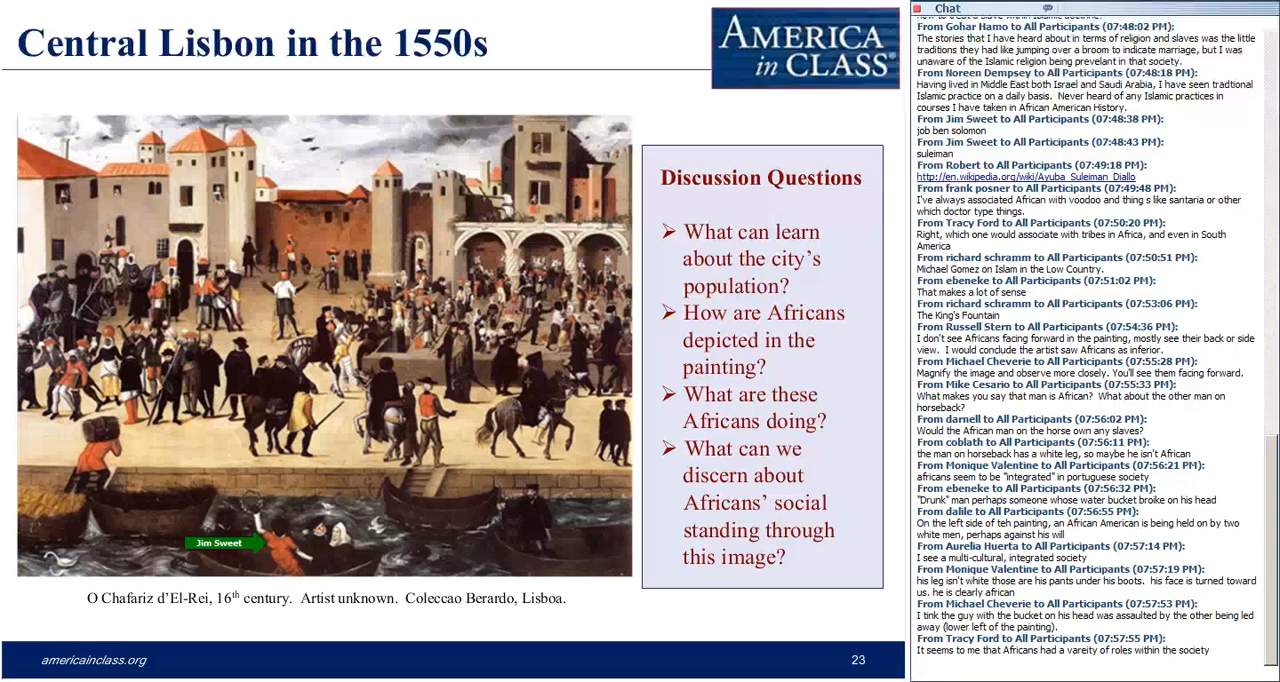 Central Lisbon in the 1550s
AMERICA
in CLASS®
Discussion Questions
➢ What can learn
about the city's
population?
➢ How are Africans
depicted in the
painting?
➢ What are these
Africans doing?
➢ What can we
discern about
Africans' social
standing through
this image?
Jim Sweet
O Chafariz d'El-Rei, 16th century. Artist unknown. Coleccao Berardo, Lisboa.
americainclass.org
23
Chat
From Gohar Hamo to All Participants (07:48:02 PM):
The stories that I have heard about in terms of religion and slaves was the little
traditions they had like jumping over a broom to indicate marriage, but I was
unaware of the Islamic religion being prevelant in that society.
From Noreen Dempsey to All Participants (07:48:18 PM):
Having lived in Middle East both Israel and Saudi Arabia, I have seen tradtional
Islamic practice on a daily basis. Never heard of any Islamic practices in
courses I have taken in African American History.
From Jim Sweet to All Participants (07:48:38 PM):
job ben solomon
From Jim Sweet to All Participants (07:48:43 PM):
suleiman
From Robert to All Participants (07:49:18 PM):
http://en.wikipedia.org/wiki/Ayuba_Suleiman_Diallo
From frank posner to All Participants (07:49:48 PM):
I've always associated African with voodoo and thing s like santaria or other
which doctor type things.
From Tracy Ford to All Participants (07:50:20 PM):
Right, which one would associate with tribes in Africa, and even in South
America
From richard schramm to All Participants (07:50:51 PM):
Michael Gomez on Islam in the Low Country.
From ebeneke to All Participants (07:51:02 PM):
That makes a lot of sense
From richard schramm to All Participants (07:53:06 PM):
The King's Fountain
From Russell Stern to All Participants (07:54:36 PM):
I don't see Africans facing forward in the painting, mostly see their back or side
view. I would conclude the artist saw Africans as inferior.
From Michael Cheverie to All Participants (07:55:28 PM):
Magnify the image and observe more closely. You'll see them facing forward.
From Mike Cesario to All Participants (07:55:33 PM):
What makes you say that man is African? What about the other man on
horseback?
From darnell to All Participants (07:56:02 PM):
Would the African man on the horse own any slaves?
From coblath to All Participants (07:56:11 PM):
the man on horseback has a white leg, so maybe he isn't African
From Monique Valentine to All Participants (07:56:21 PM):
africans seem to be "integrated" in portuguese society
From ebeneke to All Participants (07:56:32 PM):
"Drunk" man perhaps someone whose water bucket broike on his head
From dalile to All Participants (07:56:55 PM):
On the left side of teh painting, an African American is being held on by two
white men, perhaps against his will
From Aurelia Huerta to All Participants (07:57:14 PM):
I see a multi-cultural, integrated society
From Monique Valentine to All Participants (07:57:19 PM):
his leg isn't white those are his pants under his boots. his face is turned toward
us. he is clearly african
From Michael Cheverie to All Participants (07:57:53 PM):
I tink the guy with the bucket on his head was assaulted by the other being led
away (lower left of the painting).
From Tracy Ford to All Participants (07:57:55 PM):
It seems to me that Africans had a vareity of roles within the society